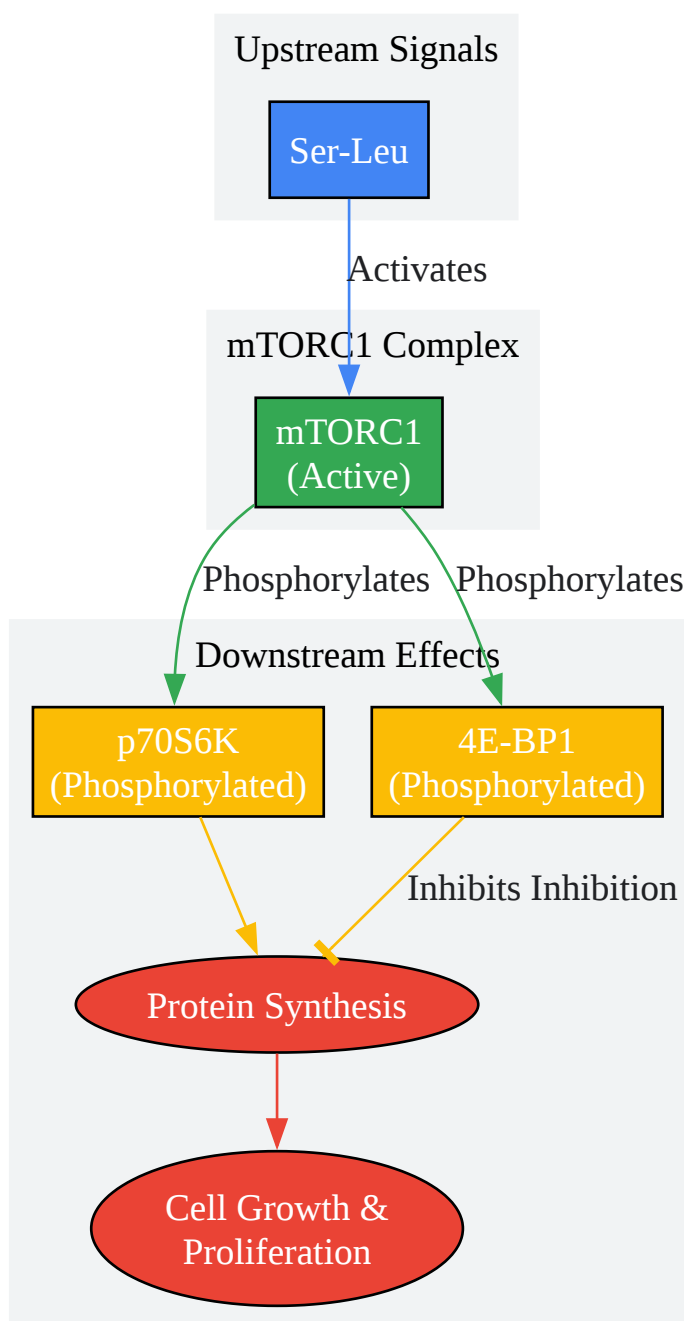 Upstream Signals
Ser-Leu
Activates
mTORC1 Complex
mTORC1
(Active)
Phosphorylates
Phosphorylates
Downstream Effects
p70S6K
(Phosphorylated)
4E-BP1
(Phosphorylated)
Inhibits Inhibition
Protein Synthesis
Cell Growth &
Proliferation